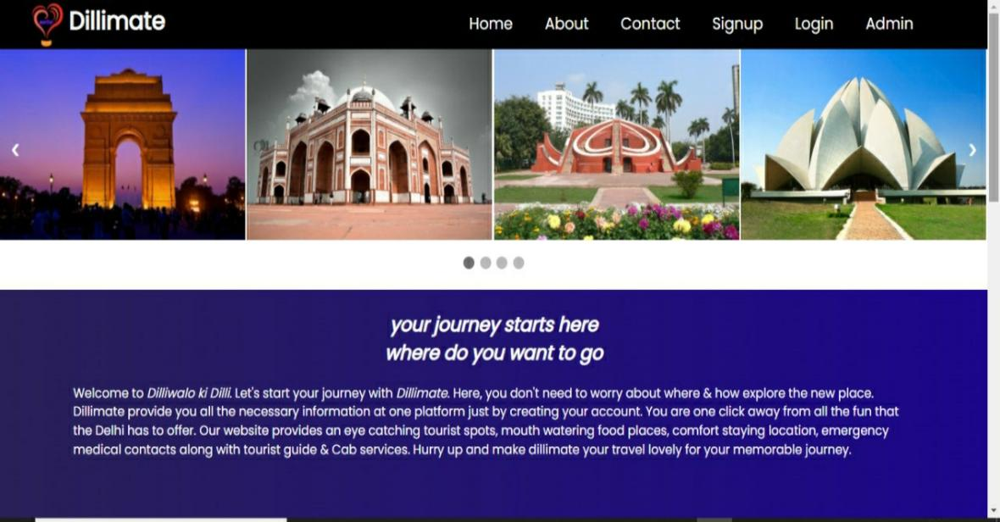 Dillimate
Home About Contact Signup Login Admin
your journey starts here
where do you want to go
Welcome to Dilliwalo ki Dilli. Let's start your journey with Dillimate. Here, you don't need to worry about where & how explore the new place.
Dillimate provide you all the necessary information at one platform just by creating your account. You are one click away from all the fun that
the Delhi has to offer. Our website provides an eye catching tourist spots, mouth watering food places, comfort staying location, emergency
medical contacts along with tourist guide & Cab services. Hurry up and make dillimate your travel lovely for your memorable journey.